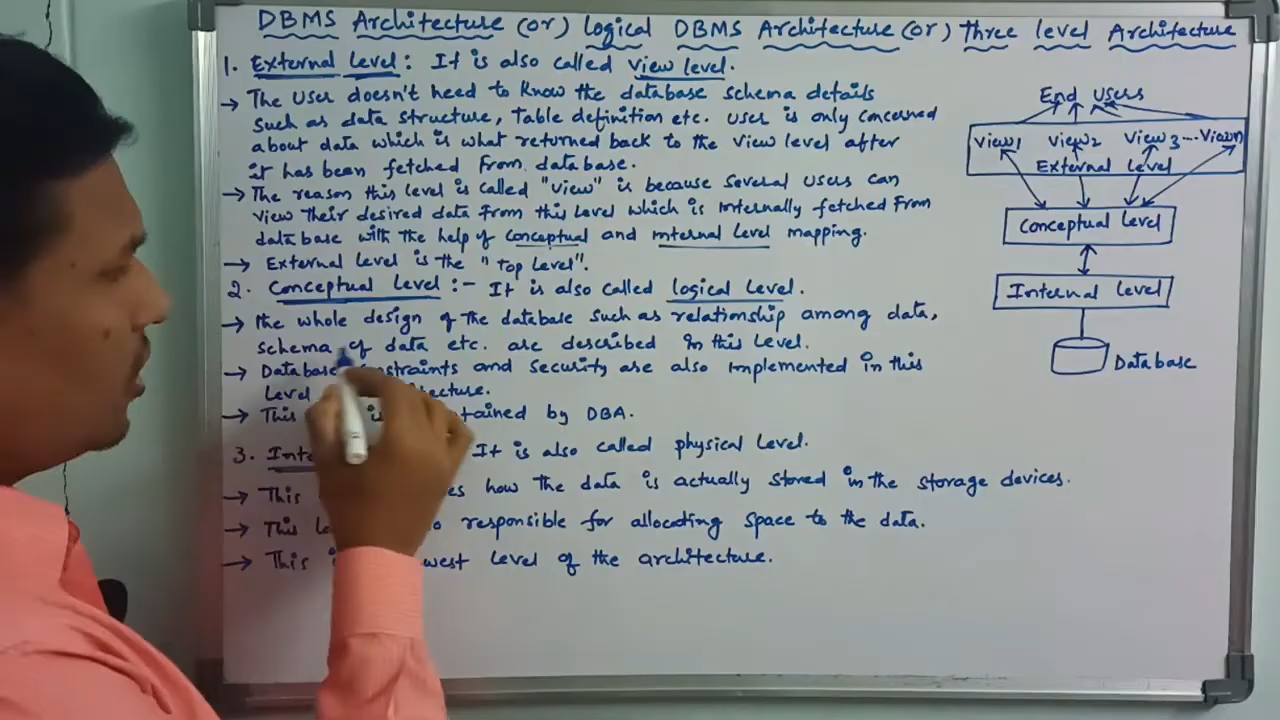 DBMS Architecture (or) Logical DBMS Architecture (or) Three level Architecture
1. External Level: It is also called view level.
→ The user doesn't need to know the database schema details
such as data structure, table definition etc. user is only concerned
about data which is what returned back to the view level after
it has been fetched from database.
→ The reason this level is called "view" is because several users can
view their desired data from this level which is internally fetched from
database with the help of conceptual and internal level mapping.
→ External level is the "Top Level".
2. Conceptual Level:- It is also called logical Level.
→ the whole design of the database such as relationship among data,
schema of data etc. are described in this level.
→ Database and security are also implemented in this
Level
→ This by DBA.
3. It is also called physical Level.
→ This how the data is actually stored in the storage devices.
→ This responsible for allocating space to the data.
→ This level of the architecture.
End users
view1 view2 view3 ... viewn
External Level
Conceptual Level
Internal Level
Database